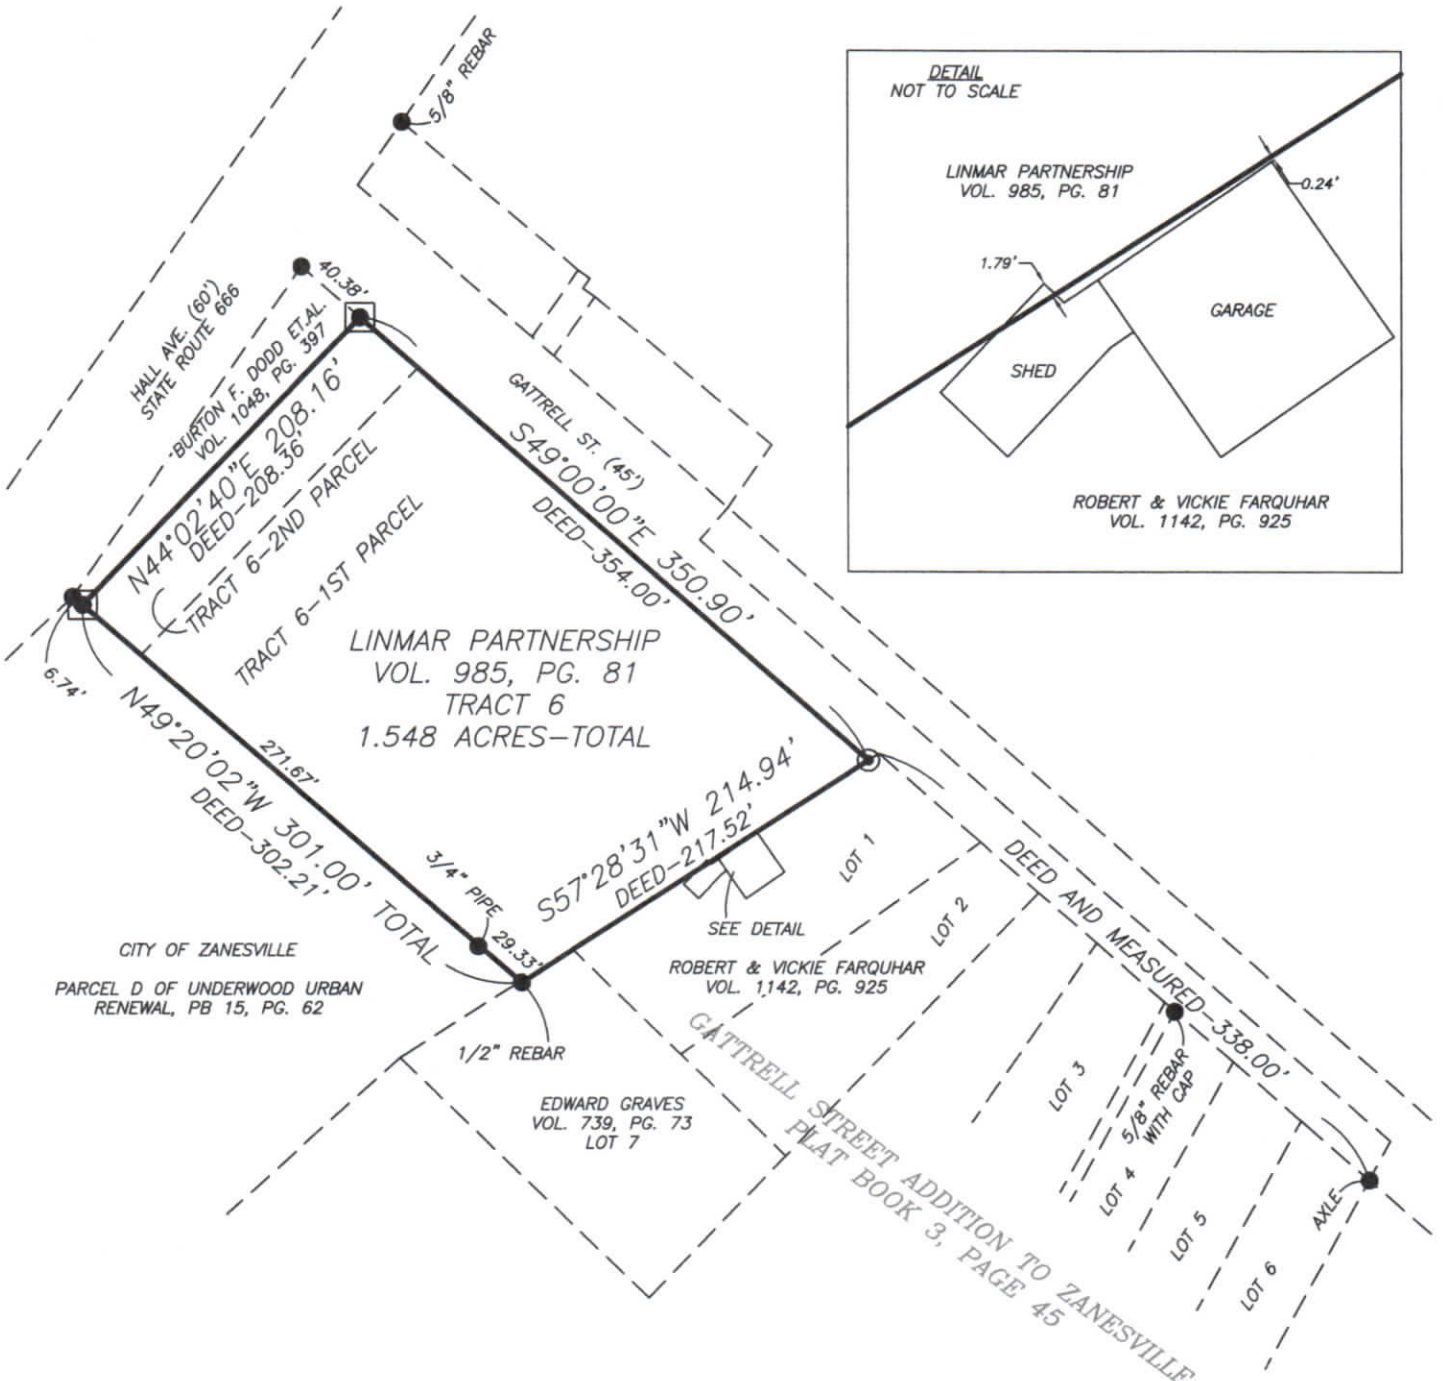 5/8" REBAR
DETAIL
NOT TO SCALE
LINMAR PARTNERSHIP
VOL. 985, PG. 81
0.24'
1.79'
GARAGE
SHED
ROBERT & VICKIE FARQUHAR
VOL. 1142, PG. 925
40.38'
HALL AVE. (60')
STATE ROUTE 666
BURTON F. DODD ET.AL.
VOL. 1048, PG. 397
N44°02'40"E 208.16'
DEED-208.36'
TRACT 6-2ND PARCEL
TRACT 6-1ST PARCEL
GATTRELL ST. (45')
S49°00'00"E 350.90'
DEED-354.00'
LINMAR PARTNERSHIP
VOL. 985, PG. 81
TRACT 6
1.548 ACRES-TOTAL
6.74'
N49°20'02"W 301.00' TOTAL
271.67'
DEED-302.21'
3/4" PIPE
29.33'
S57°28'31"W 214.94'
DEED-217.52'
SEE DETAIL
LOT 1
LOT 2
DEED AND MEASURED-338.00'
CITY OF ZANESVILLE
PARCEL D OF UNDERWOOD URBAN
RENEWAL, PB 15, PG. 62
ROBERT & VICKIE FARQUHAR
VOL. 1142, PG. 925
1/2" REBAR
EDWARD GRAVES
VOL. 739, PG. 73
LOT 7
LOT 3
5/8" REBAR
WITH CAP
LOT 4
LOT 5
LOT 6
AXLE
GATTRELL STREET ADDITION TO ZANESVILLE
PLAT BOOK 3, PAGE 45